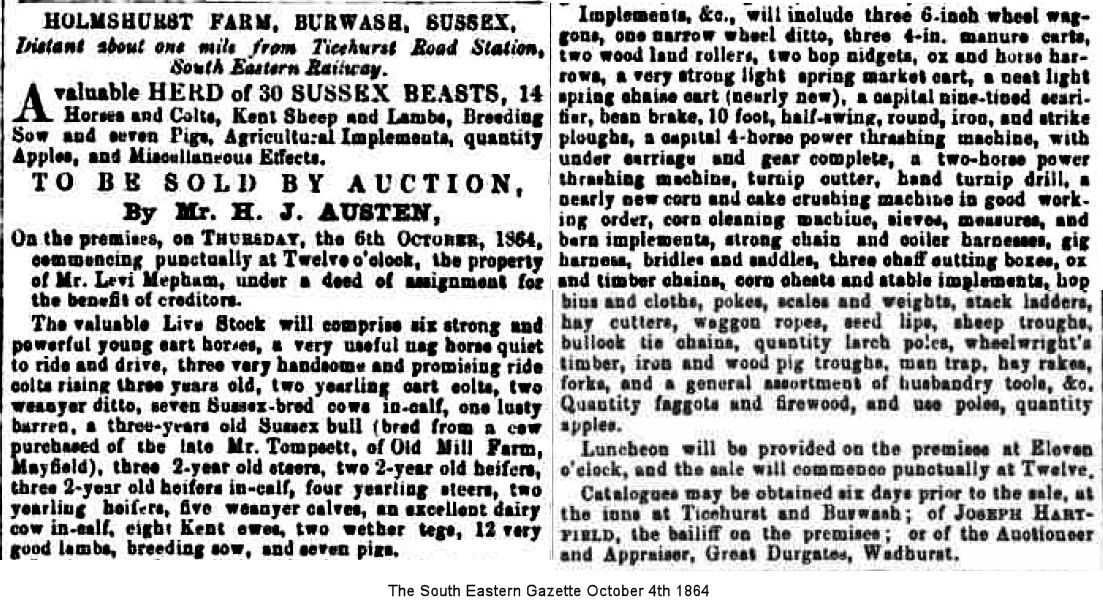 HOLMSHURST FARM, BURWASH, SUSSEX,
Distant about one mile from Ticehurst Road Station,
South Eastern Railway.
A valuable HERD of 30 SUSSEX BEASTS, 14
Horses and Colts, Kent Sheep and Lambs, Breeding
Sow and seven Pigs, Agricultural Implements, quantity
Apples, and Miscellaneous Effects.
TO BE SOLD BY AUCTION,
By Mr. H. J. AUSTEN,
On the premises, on THURSDAY, the 6th OCTOBER, 1864,
commencing punctually at Twelve o'clock, the property
of Mr. Levi Mepham, under a deed of assignment for
the benefit of creditors.
The valuable Live Stock will comprise six strong and
powerful young cart horses, a very useful nag horse quiet
to ride and drive, three very handsome and promising ride
colts rising three years old, two yearling cart colts, two
weanyer ditto, seven Sussex-bred cows in-calf, one lusty
barren, a three-years old Sussex bull (bred from a cow
purchased of the late Mr. Tompsett, of Old Mill Farm,
Mayfield), three 2-year old steers, two 2-year old heifers,
three 2-year old heifers in-calf, four yearling steers, two
yearling heifers, five weanyer calves, an excellent dairy
cow in-calf, eight Kent ewes, two wether tegs, 12 very
good lambs, breeding sow, and seven pigs.
Implements, &c., will include three 6-inch wheel wag-
gons, one narrow wheel ditto, three 4-in. manure carts,
two wood land rollers, two hop nidgets, ox and horse har-
rows, a very strong light spring market cart, a neat light
spring chaise cart (nearly new), a capital nine-tined scari-
fier, bean brake, 10 foot, half-swing, round, iron, and strike
ploughs, a capital 4-horse power thrashing machine, with
under carriage and gear complete, a two-horse power
thrashing machine, turnip cutter, hand turnip drill, a
nearly new corn and cake crushing machine in good work-
ing order, corn cleaning machine, sieves, measures, and
barn implements, strong chain and coiler harnesses, gig
harness, bridles and saddles, three chaff cutting boxes, ox
and timber chains, corn chests and stable implements, hop
bins and cloths, pokes, scales and weights, stack ladders,
hay cutters, waggon ropes, seed lips, sheep troughs,
bullock tie chains, quantity larch poles, wheelwright's
timber, iron and wood pig troughs, man trap, hay rakes,
forks, and a general assortment of husbandry tools, &c.
Quantity faggots and firewood, and use poles, quantity
apples.
Luncheon will be provided on the premises at Eleven
o'clock, and the sale will commence punctually at Twelve.
Catalogues may be obtained six days prior to the sale, at
the inns at Ticehurst and Burwash; of JOSEPH HART-
FIELD, the bailiff on the premises; or of the Auctioneer
and Appraiser, Great Durgates, Wadhurst.
The South Eastern Gazette October 4th 1864